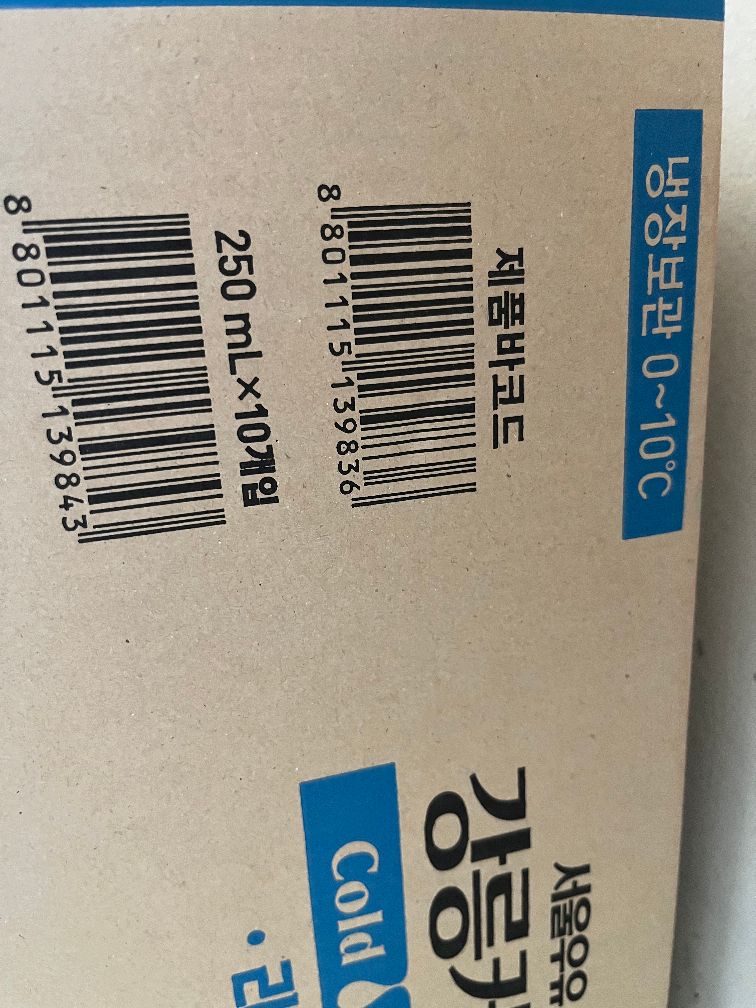 냉장보관 0~10℃
제품바코드
8 801115 139836
250 mL×10개입
8 801115 139843
서울우유
강릉커
Cold